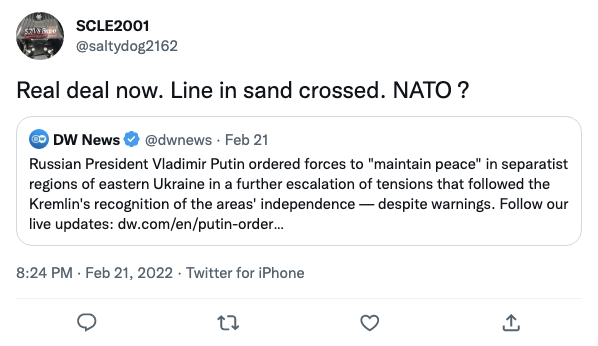 SCLE2001
@saltydog2162
Real deal now. Line in sand crossed. NATO ?
DW News @dwnews · Feb 21
Russian President Vladimir Putin ordered forces to "maintain peace" in separatist
regions of eastern Ukraine in a further escalation of tensions that followed the
Kremlin's recognition of the areas' independence — despite warnings. Follow our
live updates: dw.com/en/putin-order…
8:24 PM · Feb 21, 2022 · Twitter for iPhone